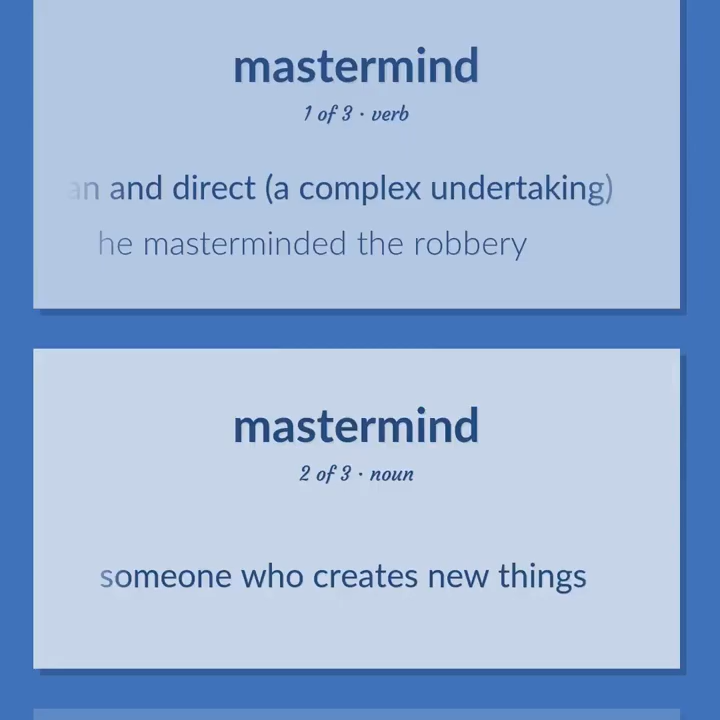 mastermind
1 of 3 · verb
an and direct (a complex undertaking)
he masterminded the robbery
mastermind
2 of 3 · noun
someone who creates new things